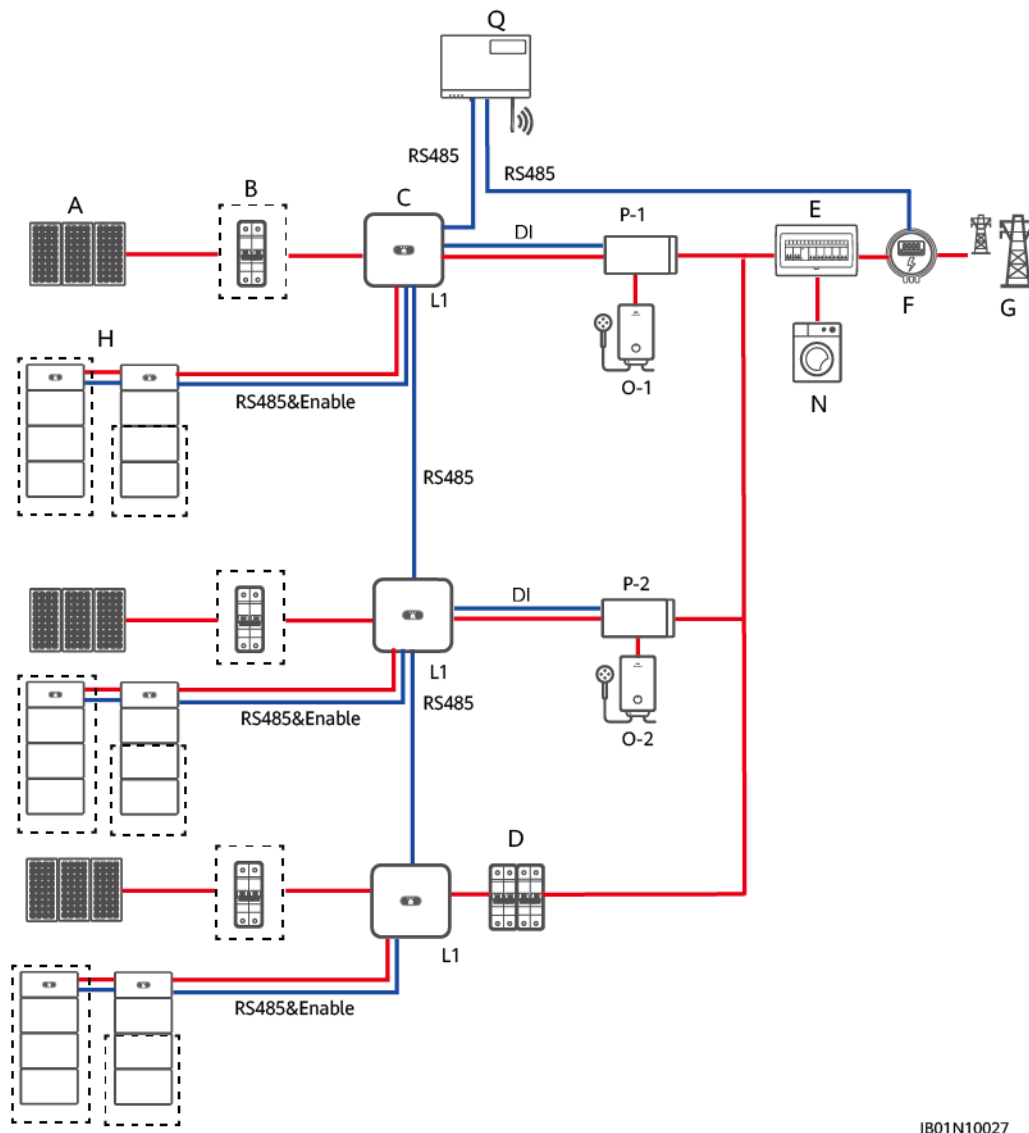 Q
RS485
RS485
A
B
C
P-1
E
DI
L1
F
G
H
O-1
N
RS485&Enable
RS485
P-2
DI
L1
RS485
RS485&Enable
O-2
D
L1
RS485&Enable
IB01N10027